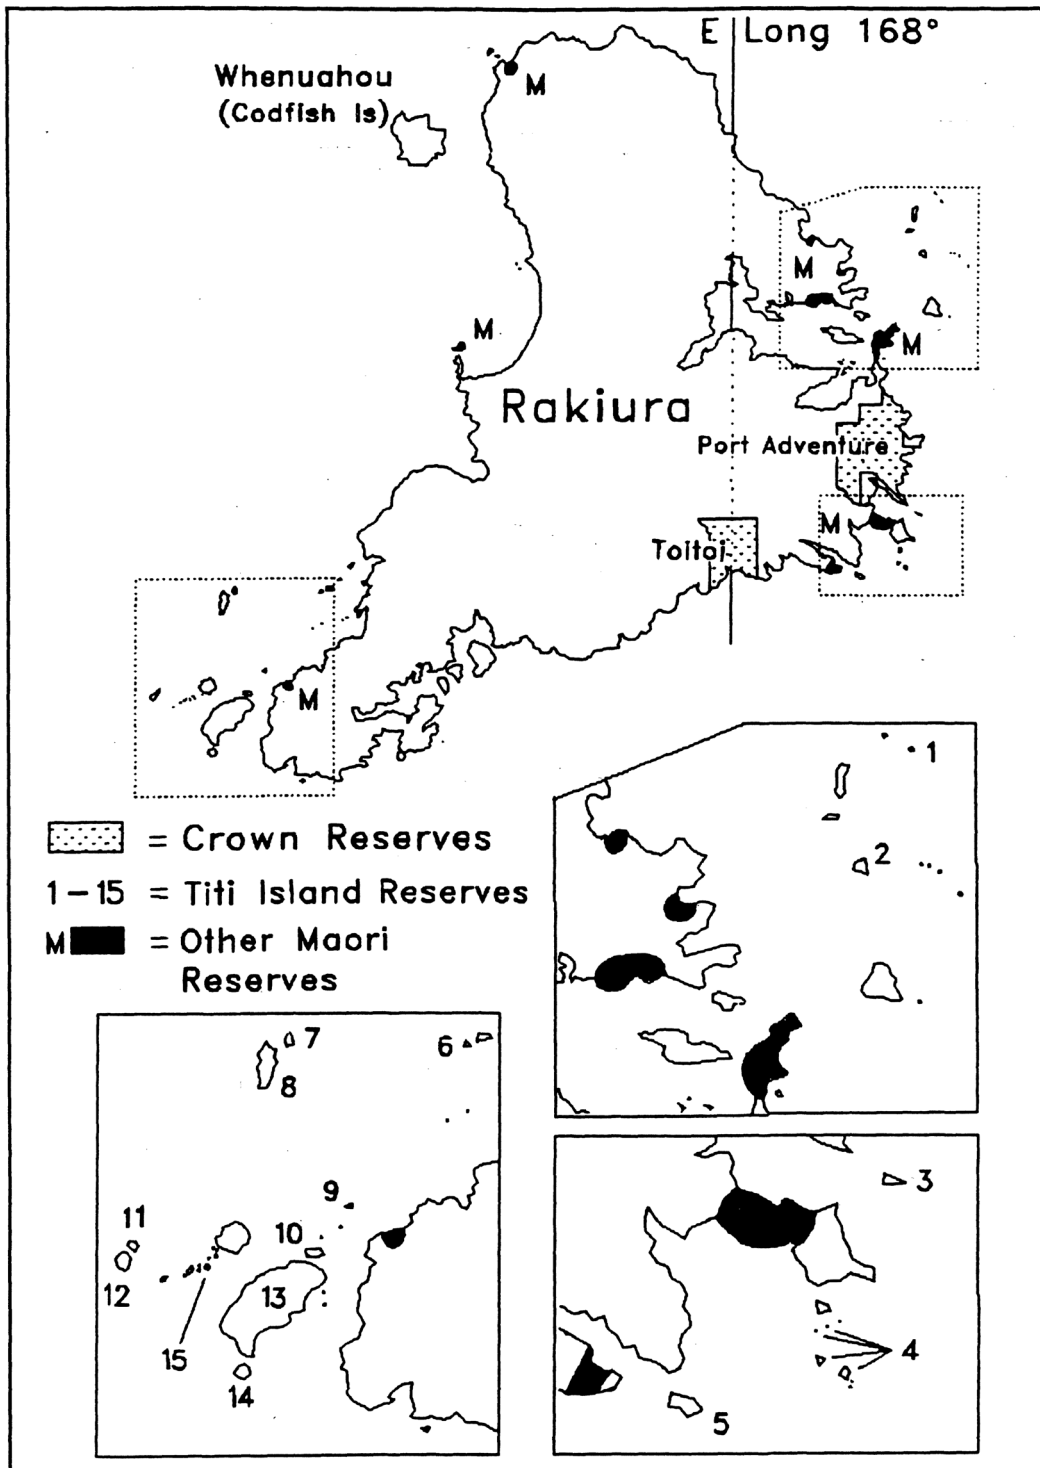 E Long 168°
Whenuahou
(Codfish Is)
M
M
M
M
Rakiura
Port Adventure
M
Toitoi
M
= Crown Reserves
1-15 = Titi Island Reserves
M = Other Maori
Reserves
1
2
3
4
5
6
7
8
9
10
11
12
13
14
15